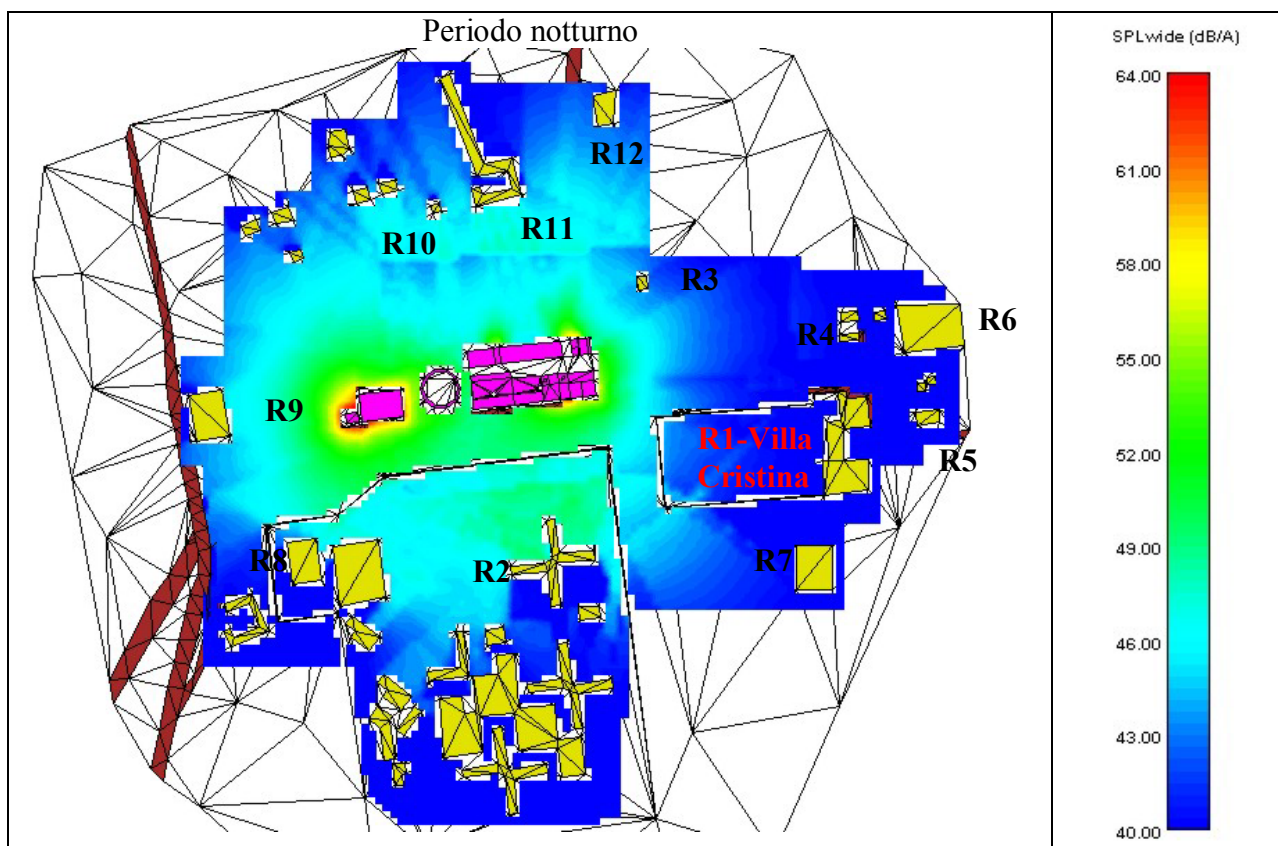 Periodo notturno
SPLwide (dB/A)
64.00
61.00
58.00
55.00
52.00
49.00
46.00
43.00
40.00
R12
R10
R11
R3
R4
R6
R9
R1-Villa
Cristina
R5
R8
R2
R7